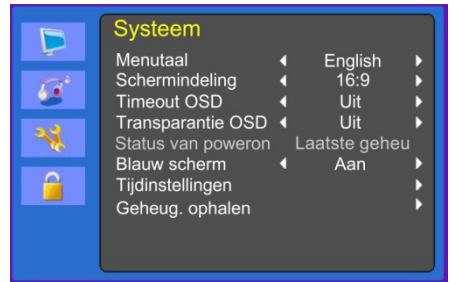 Systeem
Menutaal English
Schermindeling 16:9
Timeout OSD Uit
Transparantie OSD Uit
Status van poweron Laatste geheu
Blauw scherm Aan
Tijdinstellingen
Geheug. ophalen